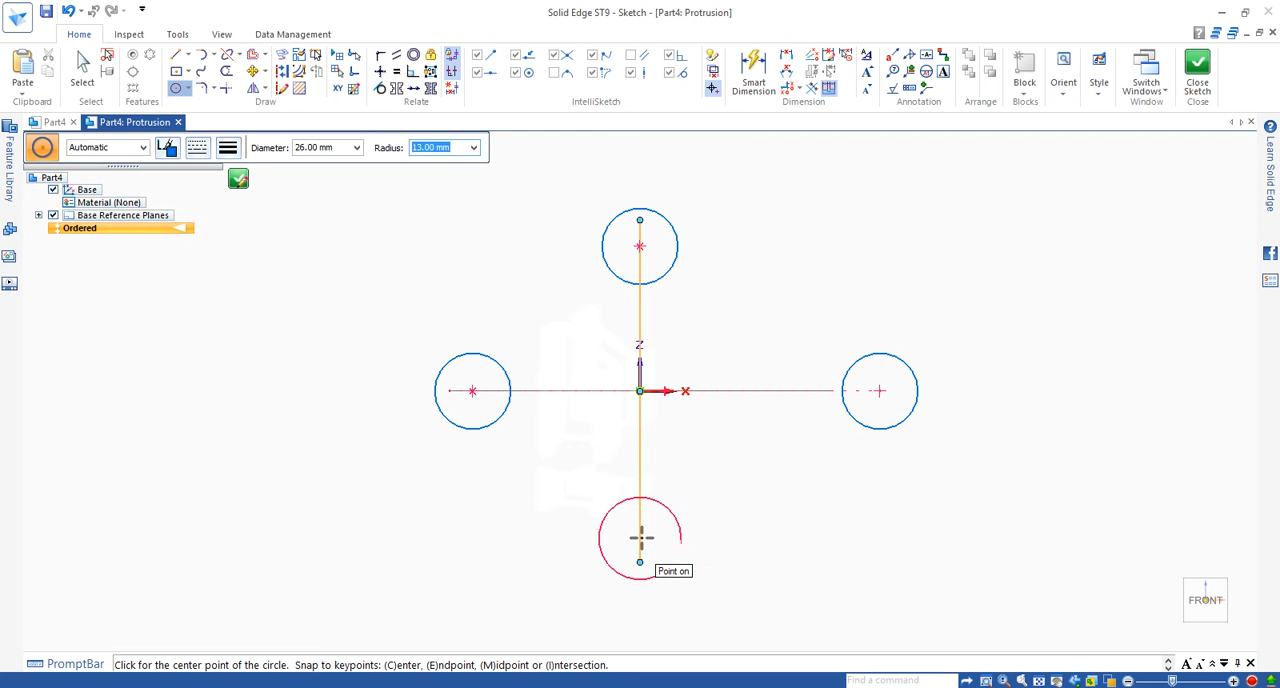 Solid Edge ST9 - Sketch - [Part4: Protrusion]
Home Inspect Tools View Data Management
Paste
Select
Smart
Dimension
Block
Orient
Style
Switch
Windows
Close
Sketch
Clipboard Select Features Draw Relate IntelliSketch Dimension Annotation Arrange Blocks Window Close
Part4 Part4: Protrusion
Automatic Diameter: 26.00 mm Radius: 13.00 mm
Feature Library
Learn Solid Edge
Part4
Base
Material (None)
Base Reference Planes
Ordered
Z
X
Point on
FRONT
PromptBar Click for the center point of the circle. Snap to keypoints: (C)enter, (E)ndpoint, (M)idpoint or (I)ntersection.
Find a command